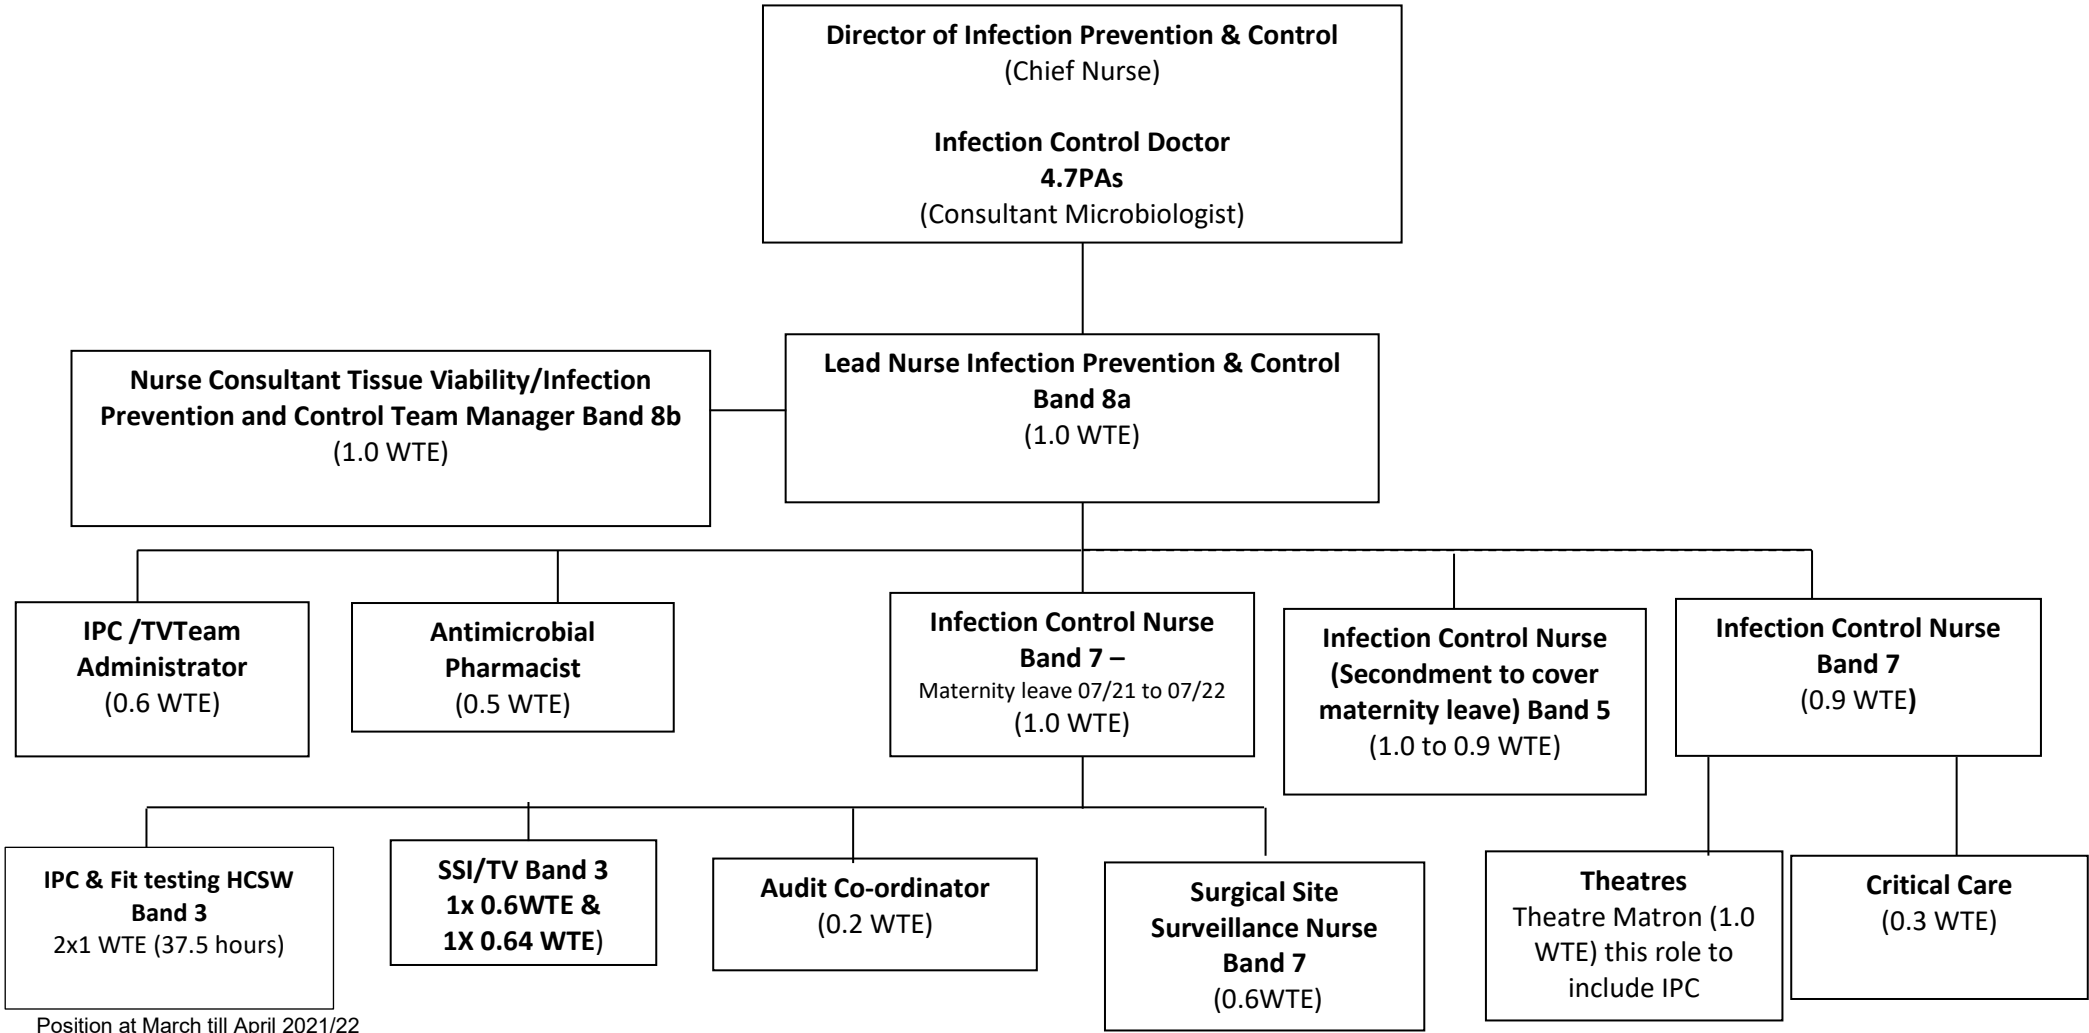 Director of Infection Prevention & Control
(Chief Nurse)
Infection Control Doctor
4.7PAs
(Consultant Microbiologist)
Nurse Consultant Tissue Viability/Infection
Prevention and Control Team Manager Band 8b
(1.0 WTE)
Lead Nurse Infection Prevention & Control
Band 8a
(1.0 WTE)
IPC /TVTeam
Administrator
(0.6 WTE)
Antimicrobial
Pharmacist
(0.5 WTE)
Infection Control Nurse
Band 7 –
Maternity leave 07/21 to 07/22
(1.0 WTE)
Infection Control Nurse
(Secondment to cover
maternity leave) Band 5
(1.0 to 0.9 WTE)
Infection Control Nurse
Band 7
(0.9 WTE)
IPC & Fit testing HCSW
Band 3
2x1 WTE (37.5 hours)
SSI/TV Band 3
1x 0.6WTE &
1X 0.64 WTE)
Audit Co-ordinator
(0.2 WTE)
Surgical Site
Surveillance Nurse
Band 7
(0.6WTE)
Theatres
Theatre Matron (1.0
WTE) this role to
include IPC
Critical Care
(0.3 WTE)
Position at March till April 2021/22